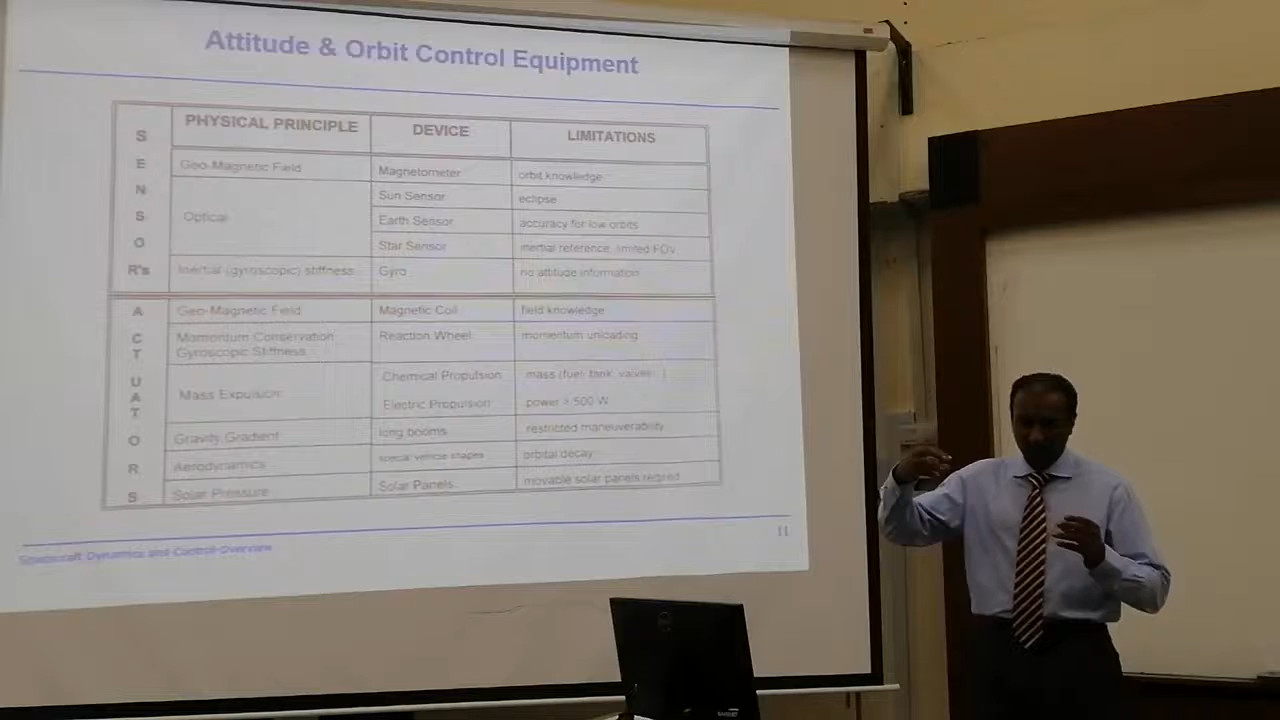 Attitude & Orbit Control Equipment
SENSOR's
PHYSICAL PRINCIPLE DEVICE LIMITATIONS
Geo-Magnetic Field Magnetometer orbit knowledge
Optical Sun Sensor eclipse
Earth Sensor accuracy for low orbits
Star Sensor inertial reference, limited FOV
Inertial (gyroscopic) stiffness Gyro no attitude information
ACTUATORS
Geo-Magnetic Field Magnetic Coil field knowledge
Momentum Conservation Reaction Wheel momentum unloading
Gyroscopic Stiffness
Mass Expulsion Chemical Propulsion mass (fuel, tank, valves...)
Electric Propulsion power > 500 W
Gravity Gradient long booms restricted maneuverability
Aerodynamics special vehicle shapes orbital decay
Solar Pressure Solar Panels movable solar panels
Spacecraft Dynamics and Control-Overview
11
DELL